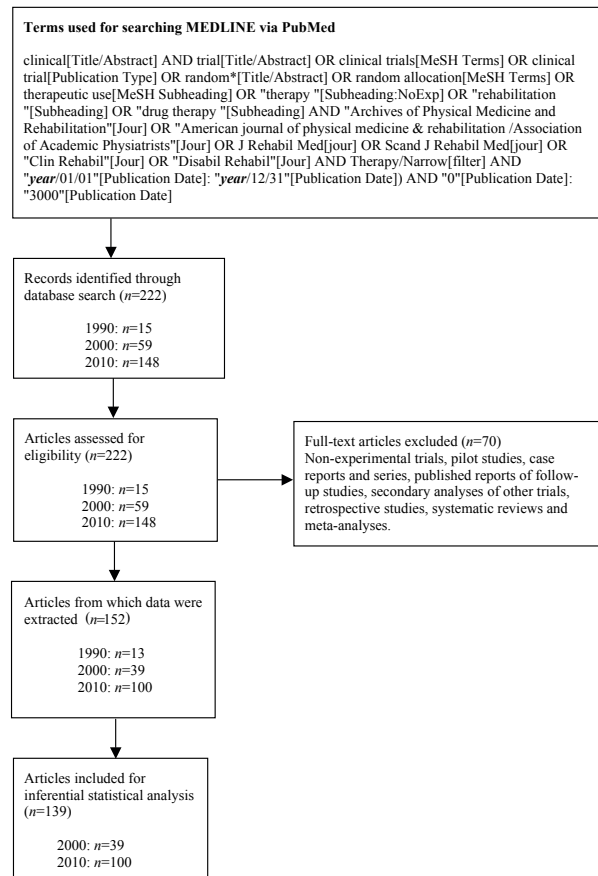 Terms used for searching MEDLINE via PubMed
clinical[Title/Abstract] AND trial[Title/Abstract] OR clinical trials[MeSH Terms] OR clinical
trial[Publication Type] OR random*[Title/Abstract] OR random allocation[MeSH Terms] OR
therapeutic use[MeSH Subheading] OR "therapy "[Subheading:NoExp] OR "rehabilitation
"[Subheading] OR "drug therapy "[Subheading AND "Archives of Physical Medicine and
Rehabilitation"[Jour] OR "American journal of physical medicine & rehabilitation /Association
of Academic Physiatrists"[Jour] OR J Rehabil Med[jour] OR Scand J Rehabil Med[jour] OR
"Clin Rehabil"[Jour] OR "Disabil Rehabil"[Jour] AND Therapy/Narrow[filter] AND
"year/01/01"[Publication Date]: "year/12/31"[Publication Date]) AND "0"[Publication Date]:
"3000"[Publication Date]
Records identified through
database search (n=222)
1990: n=15
2000: n=59
2010: n=148
Articles assessed for
eligibility (n=222)
1990: n=15
2000: n=59
2010: n=148
Full-text articles excluded (n=70)
Non-experimental trials, pilot studies, case
reports and series, published reports of follow-
up studies, secondary analyses of other trials,
retrospective studies, systematic reviews and
meta-analyses.
Articles from which data were
extracted (n=152)
1990: n=13
2000: n=39
2010: n=100
Articles included for
inferential statistical analysis
(n=139)
2000: n=39
2010: n=100